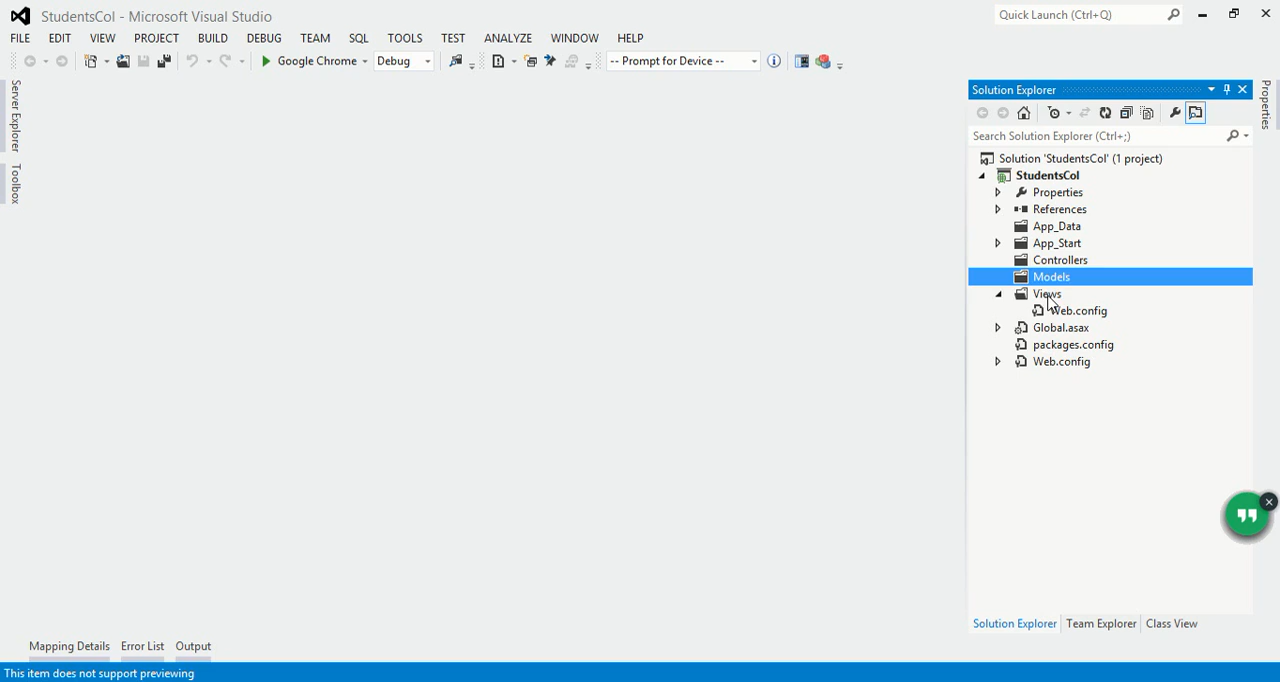 StudentsCol - Microsoft Visual Studio
Quick Launch (Ctrl+Q)
FILE EDIT VIEW PROJECT BUILD DEBUG TEAM SQL TOOLS TEST ANALYZE WINDOW HELP
Google Chrome Debug -- Prompt for Device --
Server Explorer
Toolbox
Solution Explorer
Search Solution Explorer (Ctrl+;)
Solution 'StudentsCol' (1 project)
StudentsCol
Properties
References
App_Data
App_Start
Controllers
Models
Views
Web.config
Global.asax
packages.config
Web.config
Solution Explorer Team Explorer Class View
Properties
Mapping Details Error List Output
This item does not support previewing